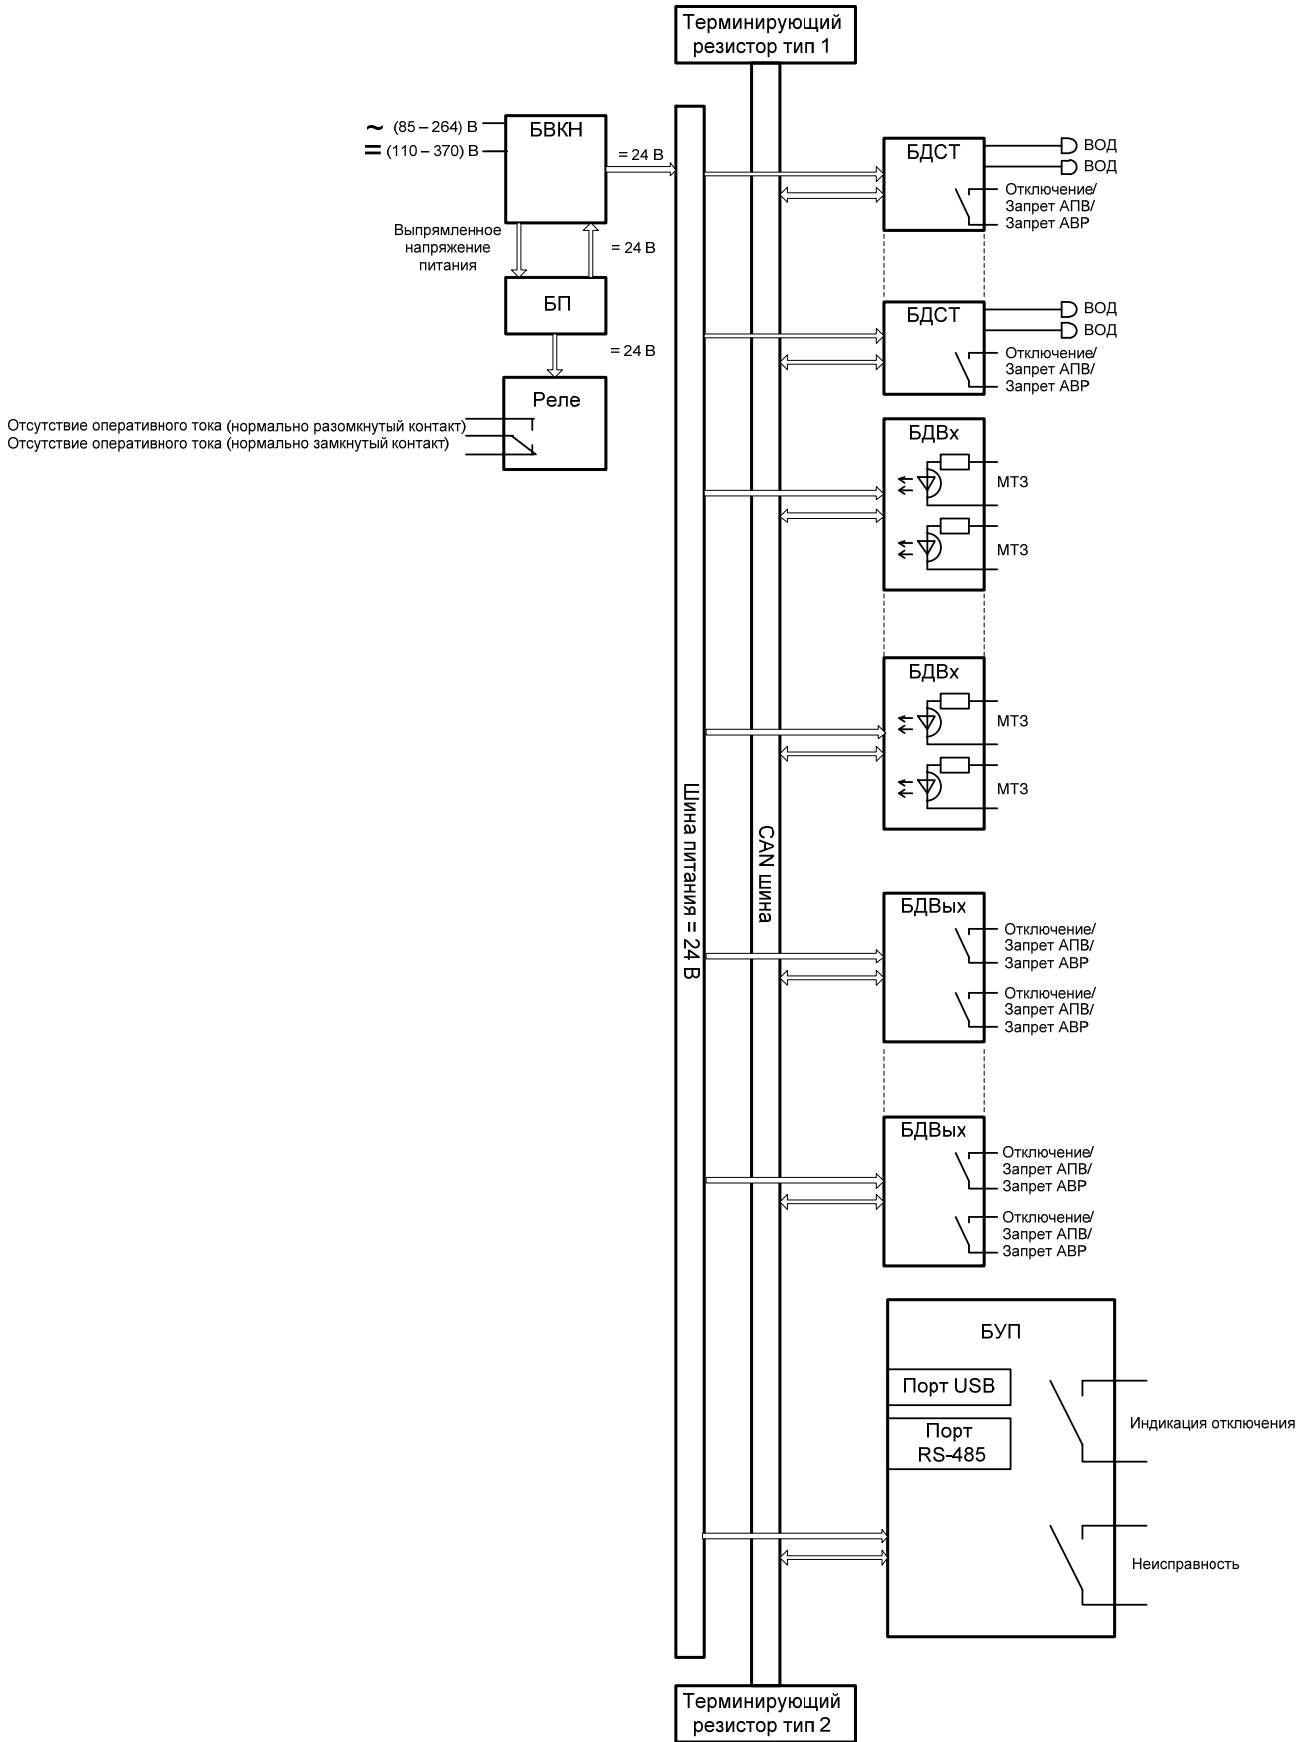 Терминирующий
резистор тип 1
~ (85 – 264) В
= (110 – 370) В
БВКН
= 24 В
Выпрямленное
напряжение
питания
= 24 В
БП
= 24 В
Реле
Отсутствие оперативного тока (нормально разомкнутый контакт)
Отсутствие оперативного тока (нормально замкнутый контакт)
Шина питания = 24 В
CAN шина
БДСТ
ВОД
ВОД
Отключение/
Запрет АПВ/
Запрет АВР
БДСТ
ВОД
ВОД
Отключение/
Запрет АПВ/
Запрет АВР
БДВх
МТЗ
МТЗ
БДВх
МТЗ
МТЗ
БДВых
Отключение/
Запрет АПВ/
Запрет АВР
Отключение/
Запрет АПВ/
Запрет АВР
БДВых
Отключение/
Запрет АПВ/
Запрет АВР
Отключение/
Запрет АПВ/
Запрет АВР
БУП
Порт USB
Порт
RS-485
Индикация отключения
Неисправность
Терминирующий
резистор тип 2